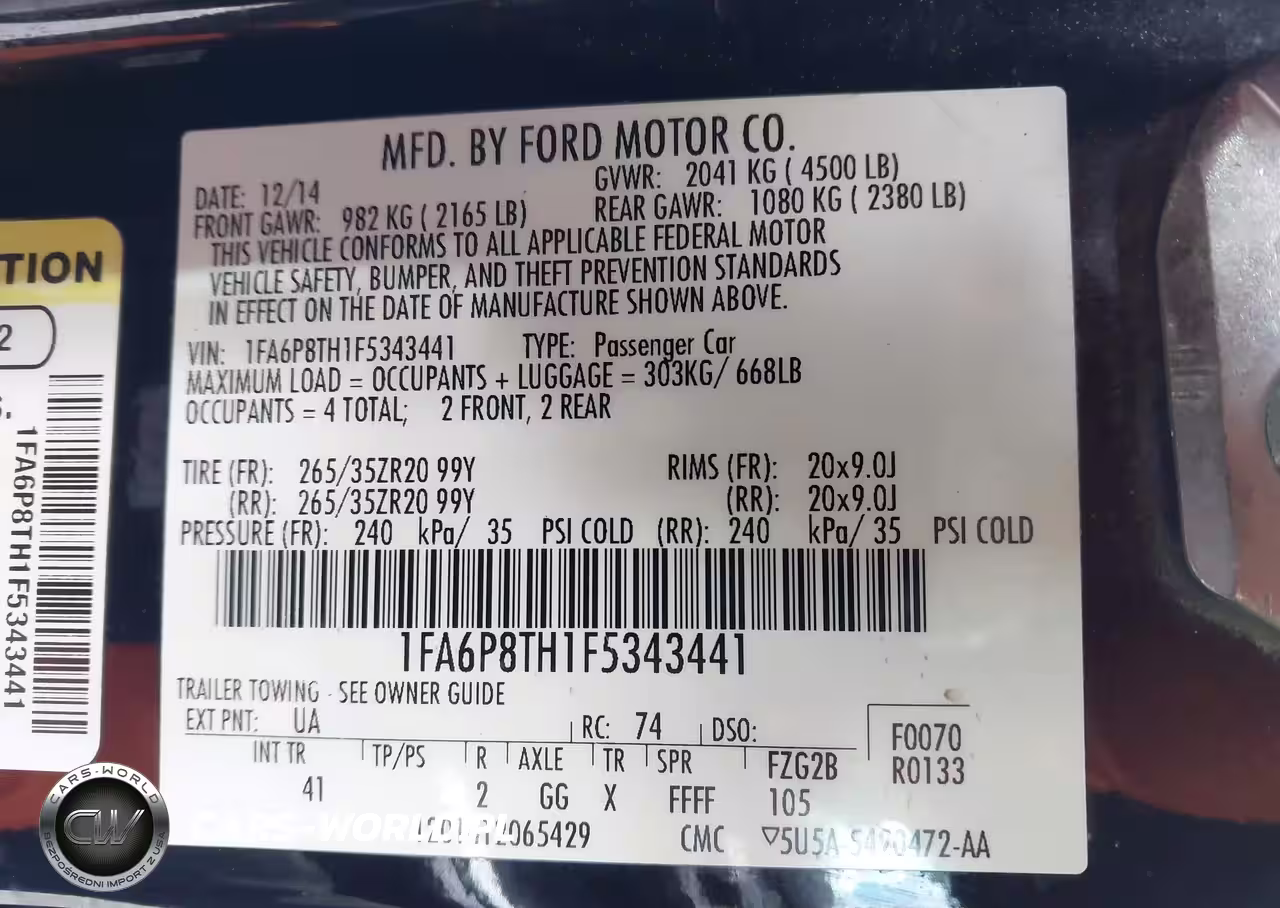 MFD. BY FORD MOTOR CO.
DATE: 12/14
GVWR: 2041 KG ( 4500 LB)
FRONT GAWR: 982 KG ( 2165 LB)
REAR GAWR: 1080 KG ( 2380 LB)
THIS VEHICLE CONFORMS TO ALL APPLICABLE FEDERAL MOTOR
VEHICLE SAFETY, BUMPER, AND THEFT PREVENTION STANDARDS
IN EFFECT ON THE DATE OF MANUFACTURE SHOWN ABOVE.
VIN: 1FA6P8TH1F5343441 TYPE: Passenger Car
MAXIMUM LOAD = OCCUPANTS + LUGGAGE = 303KG/ 668LB
OCCUPANTS = 4 TOTAL; 2 FRONT, 2 REAR
TIRE (FR): 265/35ZR20 99Y RIMS (FR): 20x9.0J
(RR): 265/35ZR20 99Y (RR): 20x9.0J
PRESSURE (FR): 240 kPa/ 35 PSI COLD (RR): 240 kPa/ 35 PSI COLD
1FA6P8TH1F5343441
TRAILER TOWING - SEE OWNER GUIDE
EXT PNT: UA RC: 74 DSO:
F0070
R0133
INT TR TP/PS R AXLE TR SPR FZG2B
41 2 GG X FFFF 105
CMC
TION
2
1FA6P8TH1F5343441
CARS-WORLD
CW
BEZPOŚREDNI IMPORT Z USA